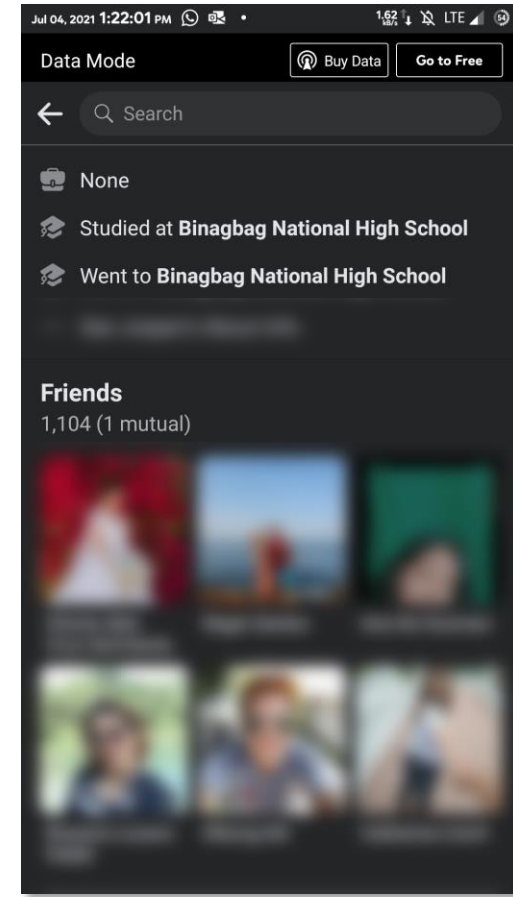 Jul 04, 2021 1:22:01 PM 1.62 kB/s LTE 54
Data Mode Buy Data Go to Free
Search
None
Studied at Binagbag National High School
Went to Binagbag National High School
Friends
1,104 (1 mutual)